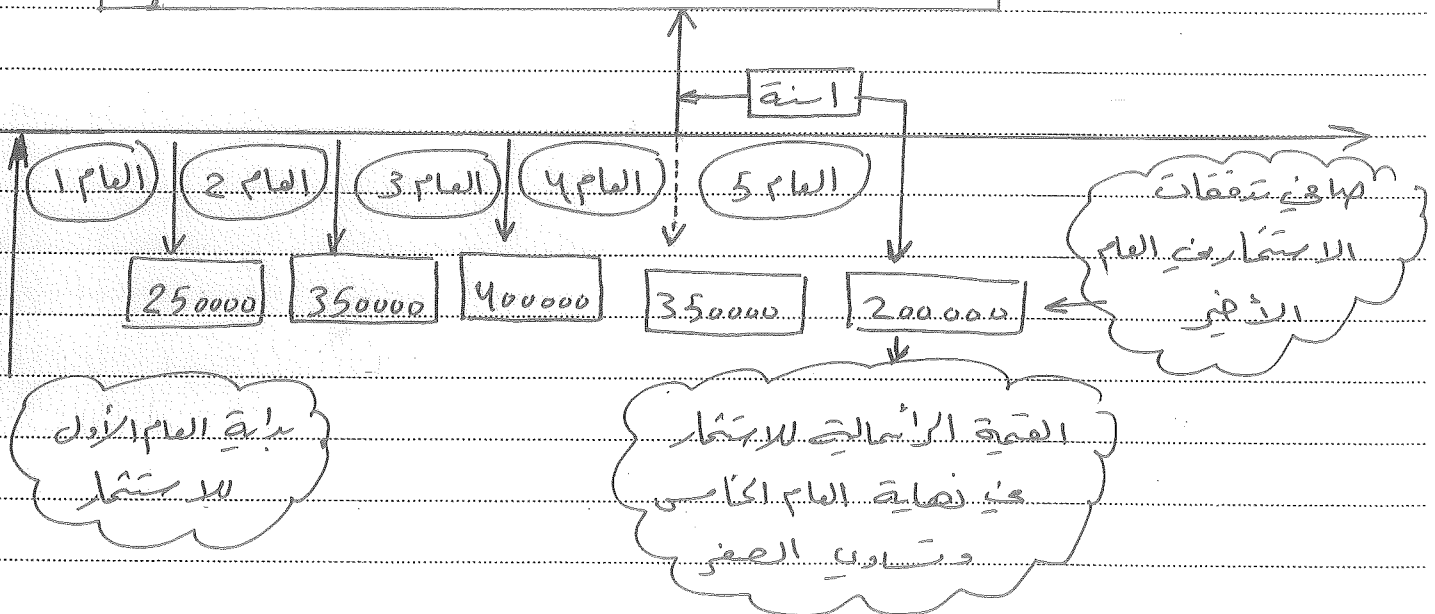 اسنة
العام 1
العام 2
العام 3
العام 4
العام 5
250000
350000
400000
350000
200000
صافي تدفقات
الاستثمار في العام
الأخير
بداية العام الأول
للاستثمار
القيمة الرأسمالية للاستثمار
في نهاية العام الخامس
وتساوي الصفر